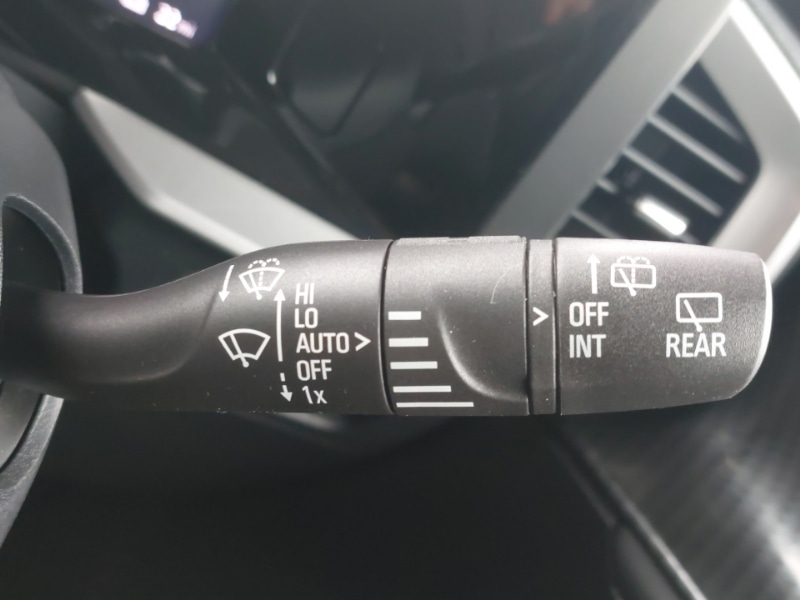 HI
LO
AUTO >
OFF
1x
>
OFF
INT
REAR